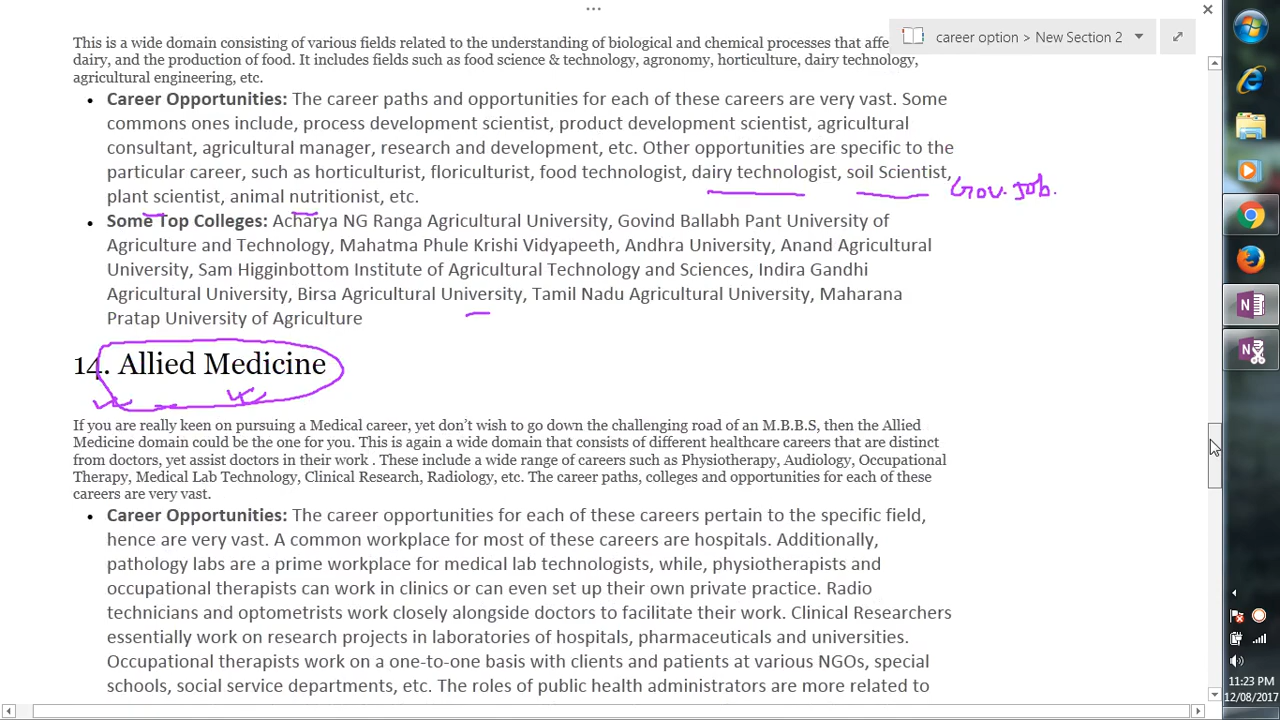 This is a wide domain consisting of various fields related to the understanding of biological and chemical processes that affe
career option > New Section 2
dairy, and the production of food. It includes fields such as food science & technology, agronomy, horticulture, dairy technology,
agricultural engineering, etc.
• Career Opportunities: The career paths and opportunities for each of these careers are very vast. Some
commons ones include, process development scientist, product development scientist, agricultural
consultant, agricultural manager, research and development, etc. Other opportunities are specific to the
particular career, such as horticulturist, floriculturist, food technologist, dairy technologist, soil Scientist,
Gov. Job.
plant scientist, animal nutritionist, etc.
• Some Top Colleges: Acharya NG Ranga Agricultural University, Govind Ballabh Pant University of
Agriculture and Technology, Mahatma Phule Krishi Vidyapeeth, Andhra University, Anand Agricultural
University, Sam Higginbottom Institute of Agricultural Technology and Sciences, Indira Gandhi
Agricultural University, Birsa Agricultural University, Tamil Nadu Agricultural University, Maharana
Pratap University of Agriculture
14. Allied Medicine
If you are really keen on pursuing a Medical career, yet don’t wish to go down the challenging road of an M.B.B.S, then the Allied
Medicine domain could be the one for you. This is again a wide domain that consists of different healthcare careers that are distinct
from doctors, yet assist doctors in their work . These include a wide range of careers such as Physiotherapy, Audiology, Occupational
Therapy, Medical Lab Technology, Clinical Research, Radiology, etc. The career paths, colleges and opportunities for each of these
careers are very vast.
• Career Opportunities: The career opportunities for each of these careers pertain to the specific field,
hence are very vast. A common workplace for most of these careers are hospitals. Additionally,
pathology labs are a prime workplace for medical lab technologists, while, physiotherapists and
occupational therapists can work in clinics or can even set up their own private practice. Radio
technicians and optometrists work closely alongside doctors to facilitate their work. Clinical Researchers
essentially work on research projects in laboratories of hospitals, pharmaceuticals and universities.
Occupational therapists work on a one-to-one basis with clients and patients at various NGOs, special
schools, social service departments, etc. The roles of public health administrators are more related to
11:23 PM
12/08/2017